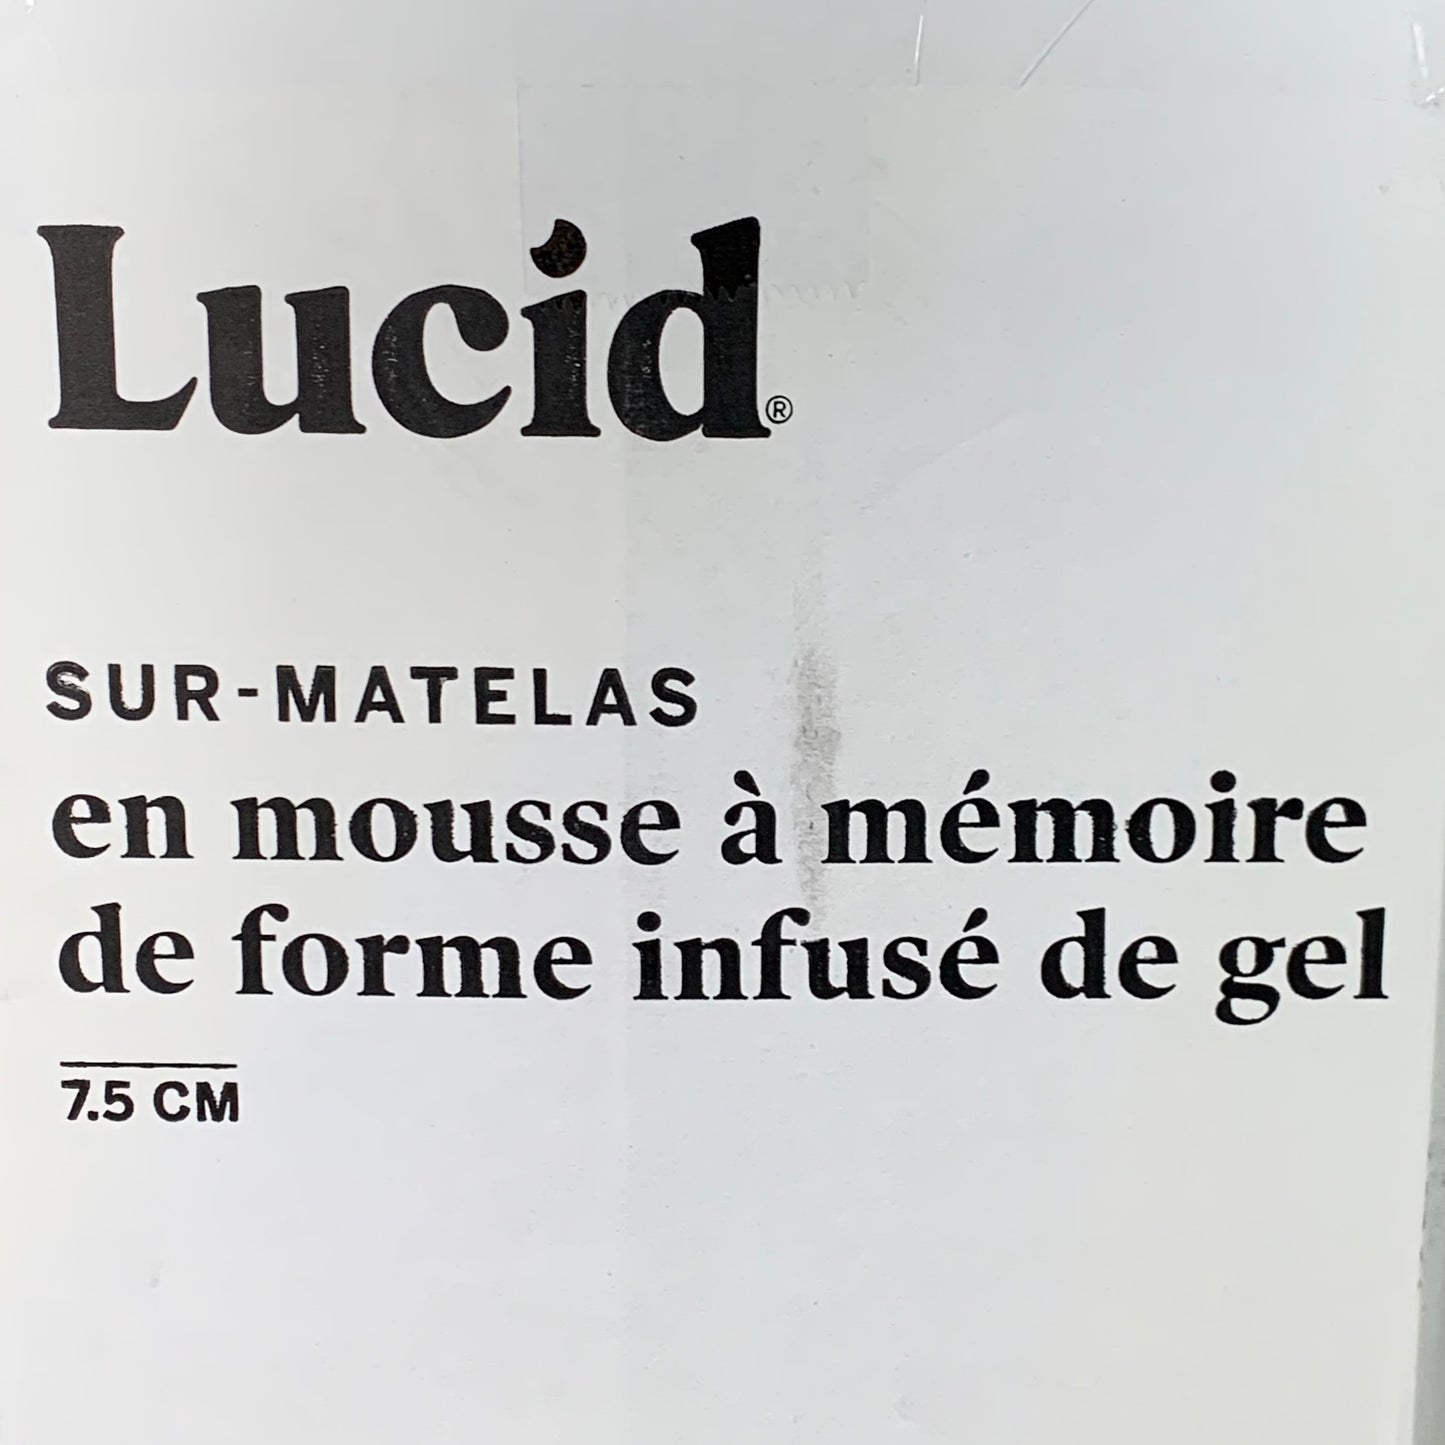 Lucid®
SUR-MATELAS
en mousse à mémoire
de forme infusé de gel
7.5 CM